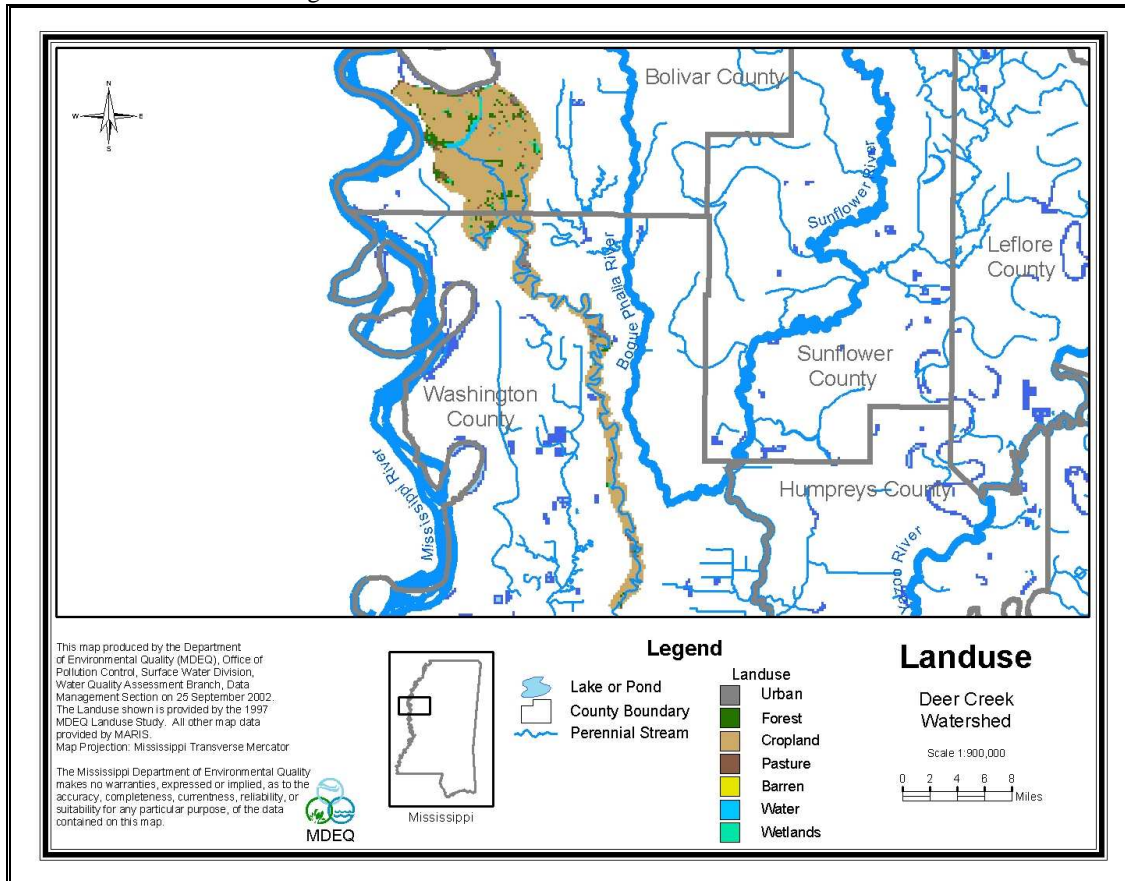 N
W
E
S
Bolivar County
Sunflower River
Leflore
County
Bogue Phalia River
Sunflower
County
Washington
County
Mississippi River
Humpreys County
Yazoo River
This map produced by the Department
of Environmental Quality (MDEQ), Office of
Pollution Control, Surface Water Division,
Water Quality Assessment Branch, Data
Management Section on 25 September 2002.
The Landuse shown is provided by the 1997
MDEQ Landuse Study. All other map data
provided by MARIS.
Map Projection: Mississippi Transverse Mercator
The Mississippi Department of Environmental Quality
makes no warranties, expressed or implied, as to the
accuracy, completeness, currentness, reliability, or
suitability for any particular purpose, of the data
contained on this map.
MDEQ
Mississippi
Legend
Lake or Pond
County Boundary
Perennial Stream
Landuse
Urban
Forest
Cropland
Pasture
Barren
Water
Wetlands
Landuse
Deer Creek
Watershed
Scale 1:900,000
0 2 4 6 8
Miles